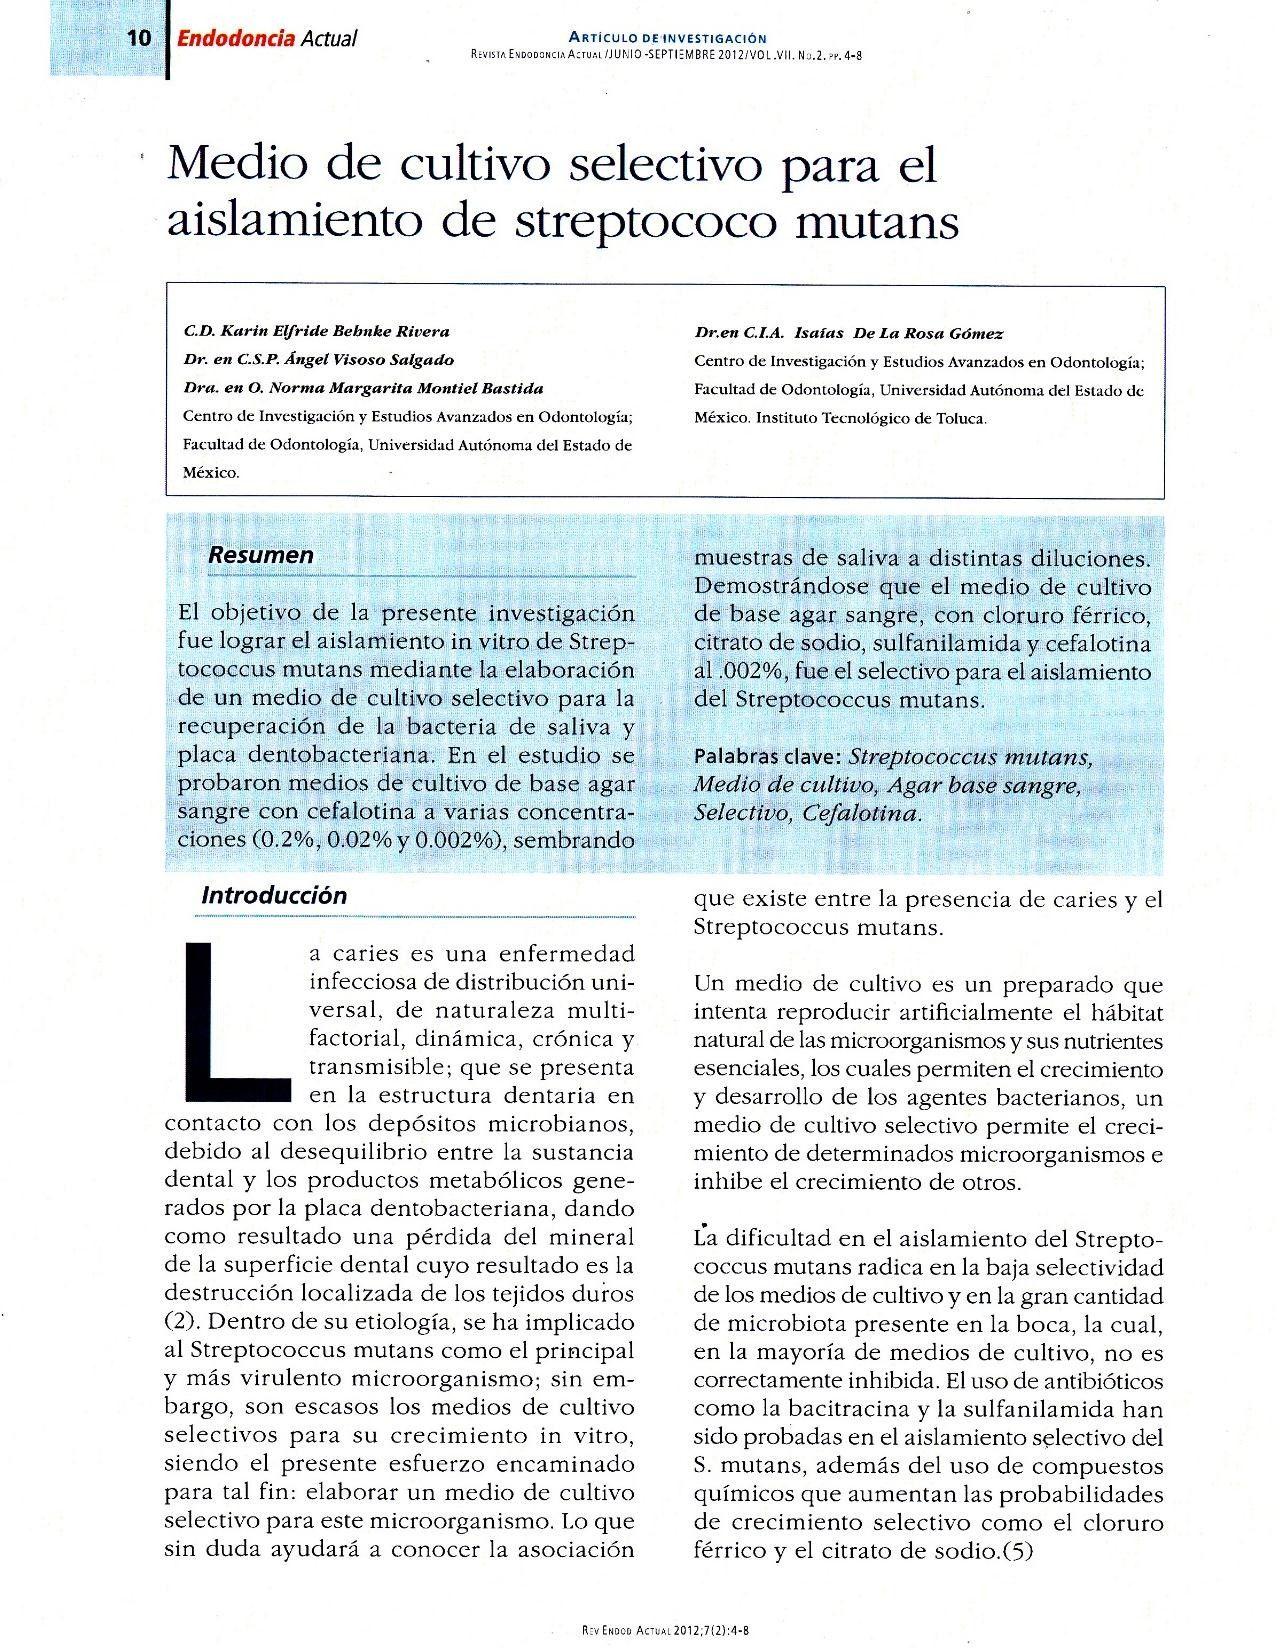 10 Endodoncia Actual
ARTÍCULO DE INVESTIGACIÓN
REVISTA ENDODONCIA ACTUAL /JUNIO -SEPTIEMBRE 2012/VOL .VII. No.2. PP. 4-8
Medio de cultivo selectivo para el
aislamiento de streptococo mutans
C.D. Karin Elfride Bebnke Rivera
Dr. en C.S.P. Ángel Visoso Salgado
Dra. en O. Norma Margarita Montiel Bastida
Centro de Investigación y Estudios Avanzados en Odontología;
Facultad de Odontología, Universidad Autónoma del Estado de
México.
Dr.en C.I.A. Isaías De La Rosa Gómez
Centro de Investigación y Estudios Avanzados en Odontología;
Facultad de Odontología, Universidad Autónoma del Estado de
México. Instituto Tecnológico de Toluca.
Resumen
El objetivo de la presente investigación
fue lograr el aislamiento in vitro de Strep-
tococcus mutans mediante la elaboración
de un medio de cultivo selectivo para la
recuperación de la bacteria de saliva y
placa dentobacteriana. En el estudio se
probaron medios de cultivo de base agar
sangre con cefalotina a varias concentra-
ciones (0.2%, 0.02% y 0.002%), sembrando
muestras de saliva a distintas diluciones.
Demostrándose que el medio de cultivo
de base agar sangre, con cloruro férrico,
citrato de sodio, sulfanilamida y cefalotina
al .002%, fue el selectivo para el aislamiento
del Streptococcus mutans.
Palabras clave: Streptococcus mutans,
Medio de cultivo, Agar base sangre,
Selectivo, Cefalotina.
Introducción
La caries es una enfermedad
infecciosa de distribución uni-
versal, de naturaleza multi-
factorial, dinámica, crónica y
transmisible; que se presenta
en la estructura dentaria en
contacto con los depósitos microbianos,
debido al desequilibrio entre la sustancia
dental y los productos metabólicos gene-
rados por la placa dentobacteriana, dando
como resultado una pérdida del mineral
de la superficie dental cuyo resultado es la
destrucción localizada de los tejidos duros
(2). Dentro de su etiología, se ha implicado
al Streptococcus mutans como el principal
y más virulento microorganismo; sin em-
bargo, son escasos los medios de cultivo
selectivos para su crecimiento in vitro,
siendo el presente esfuerzo encaminado
para tal fin: elaborar un medio de cultivo
selectivo para este microorganismo. Lo que
sin duda ayudará a conocer la asociación
que existe entre la presencia de caries y el
Streptococcus mutans.
Un medio de cultivo es un preparado que
intenta reproducir artificialmente el hábitat
natural de las microorganismos y sus nutrientes
esenciales, los cuales permiten el crecimiento
y desarrollo de los agentes bacterianos, un
medio de cultivo selectivo permite el creci-
miento de determinados microorganismos e
inhibe el crecimiento de otros.
La dificultad en el aislamiento del Strepto-
coccus mutans radica en la baja selectividad
de los medios de cultivo y en la gran cantidad
de microbiota presente en la boca, la cual,
en la mayoría de medios de cultivo, no es
correctamente inhibida. El uso de antibióticos
como la bacitracina y la sulfanilamida han
sido probadas en el aislamiento selectivo del
S. mutans, además del uso de compuestos
químicos que aumentan las probabilidades
de crecimiento selectivo como el cloruro
férrico y el citrato de sodio.(5)
REV ENDOD ACTUAL 2012;7(2):4-8